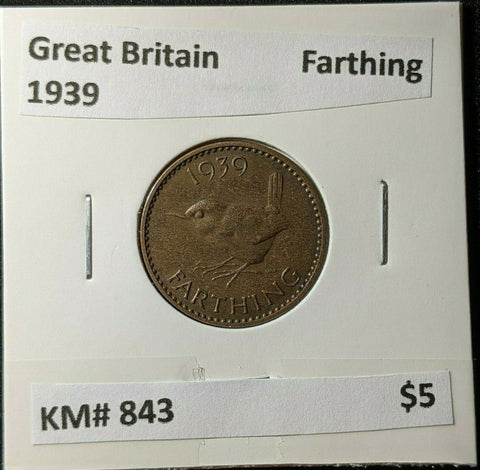 Great Britain Farthing
1939
1939
FARTHING
KM# 843 $5